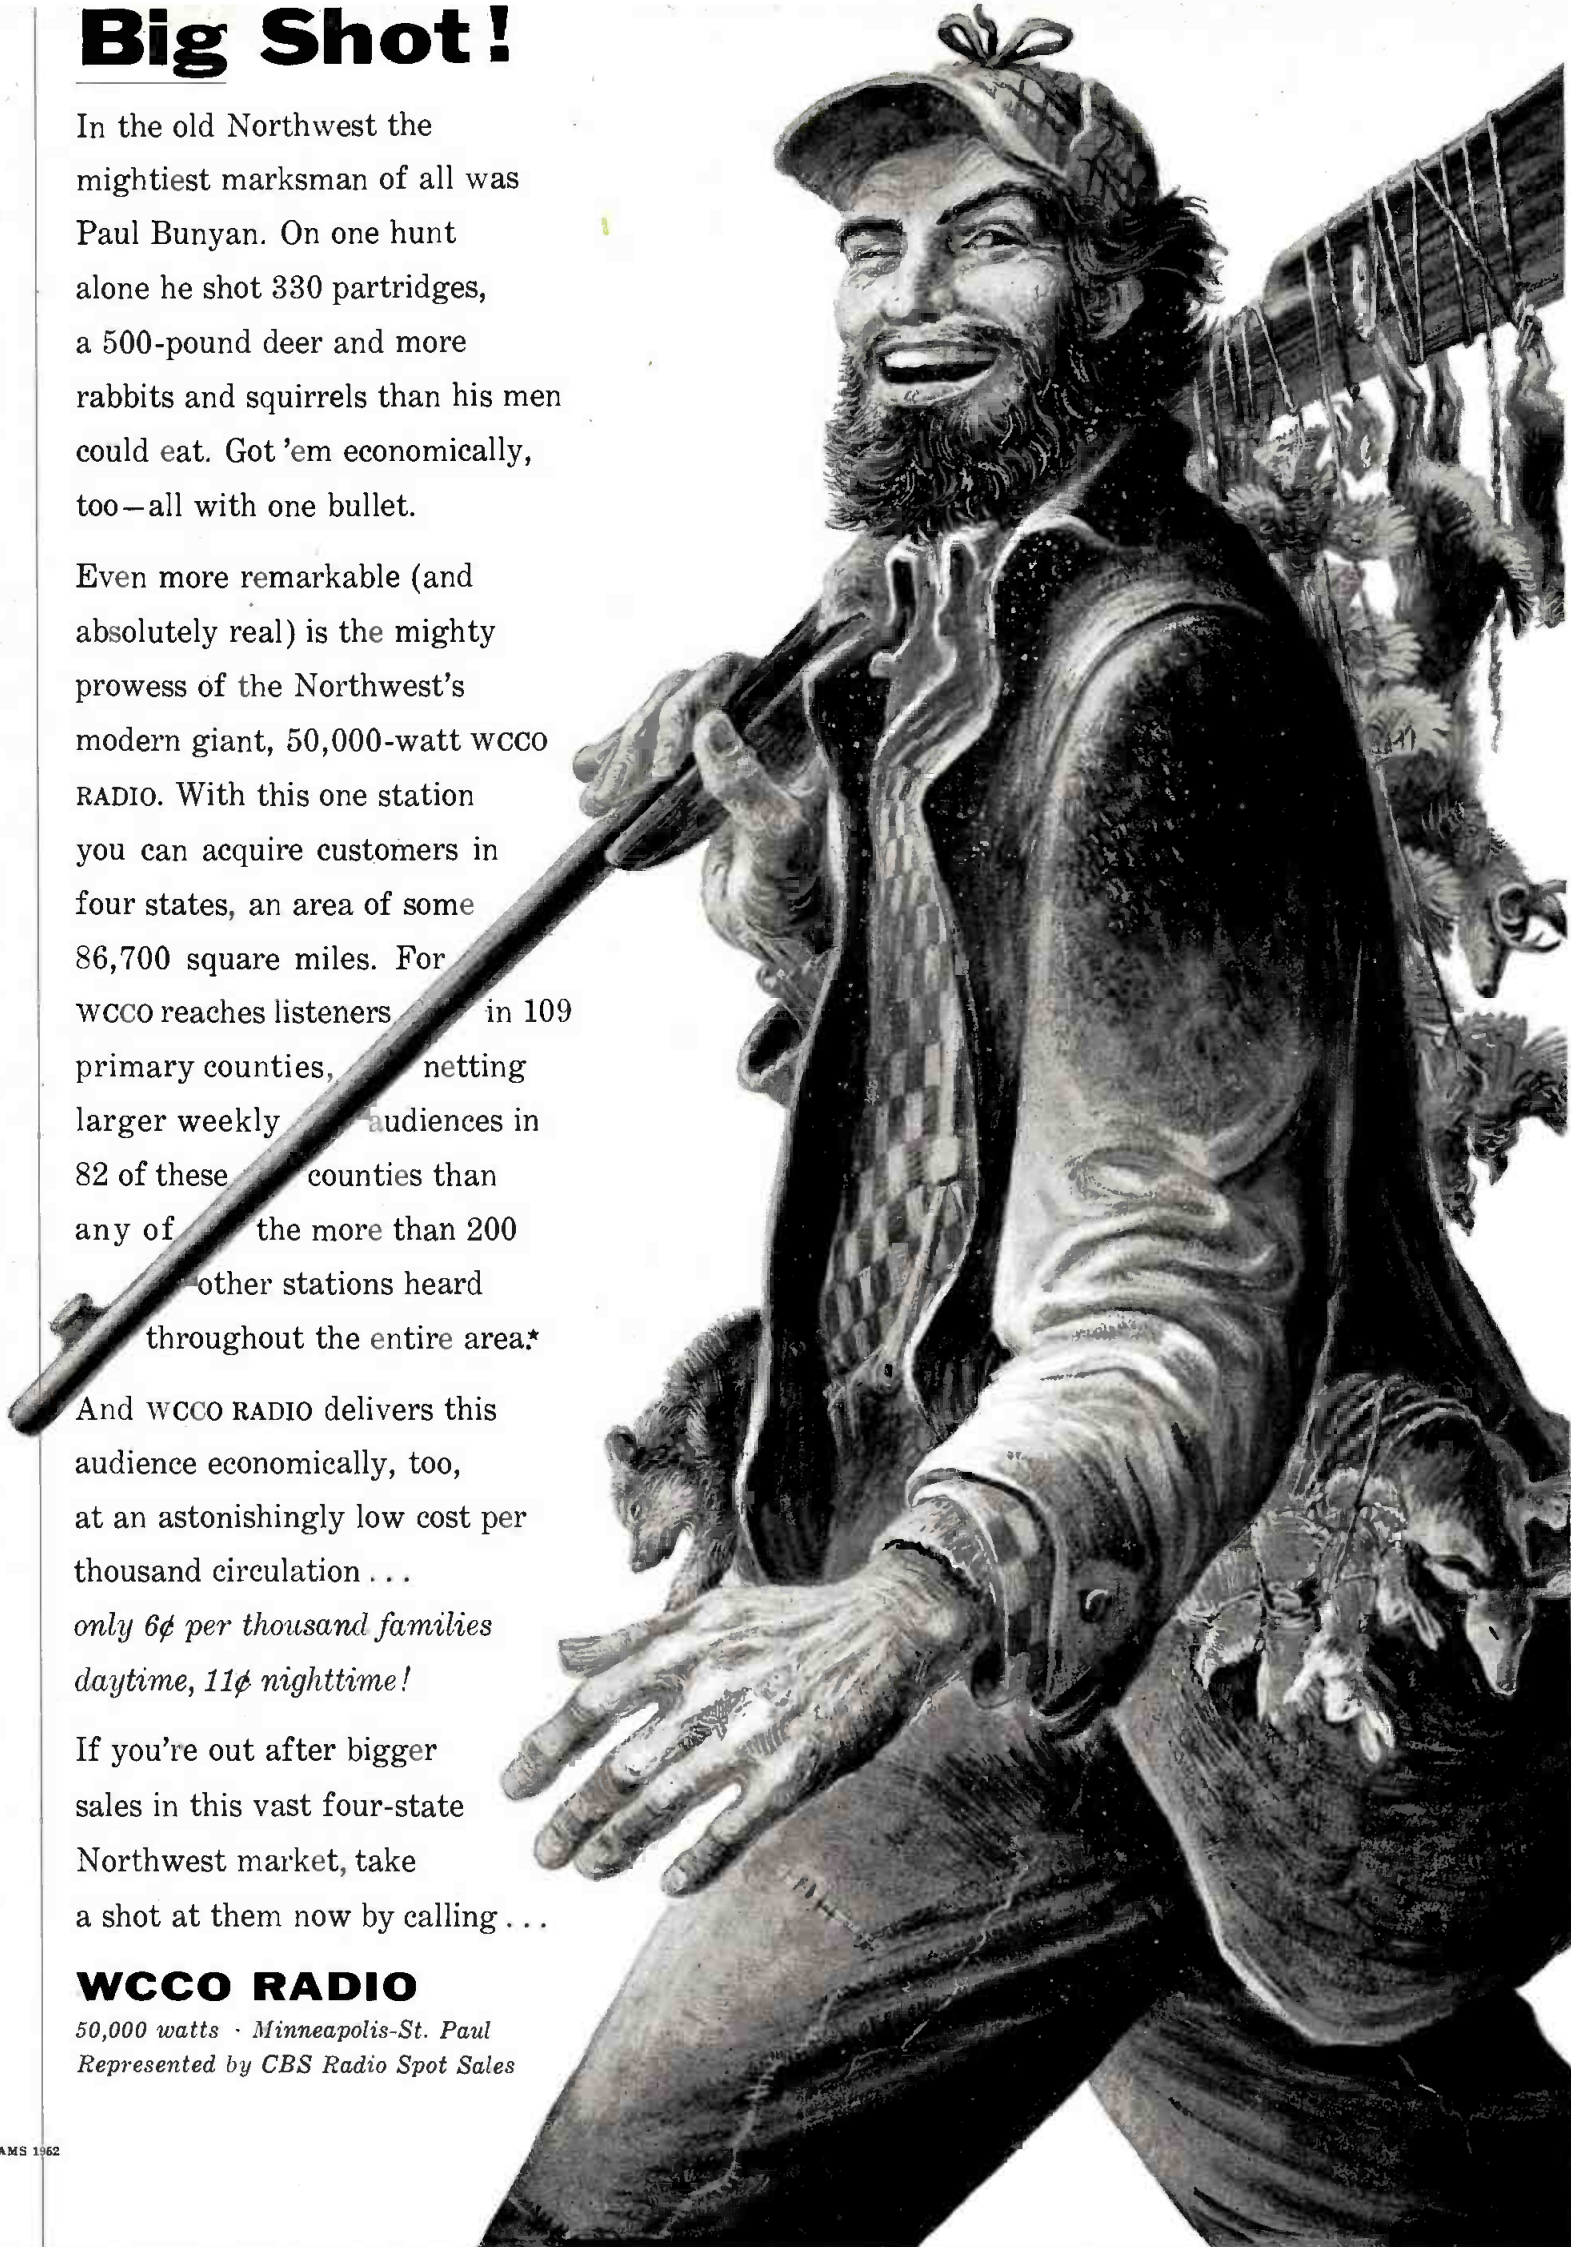 Big Shot!
In the old Northwest the
mightiest marksman of all was
Paul Bunyan. On one hunt
alone he shot 330 partridges,
a 500-pound deer and more
rabbits and squirrels than his men
could eat. Got 'em economically,
too—all with one bullet.
Even more remarkable (and
absolutely real) is the mighty
prowess of the Northwest's
modern giant, 50,000-watt WCCO
RADIO. With this one station
you can acquire customers in
four states, an area of some
86,700 square miles. For
WCCO reaches listeners in 109
primary counties, netting
larger weekly audiences in
82 of these counties than
any of the more than 200
other stations heard
throughout the entire area.*
And WCCO RADIO delivers this
audience economically, too,
at an astonishingly low cost per
thousand circulation . . .
only 6¢ per thousand families
daytime, 11¢ nighttime!
If you're out after bigger
sales in this vast four-state
Northwest market, take
a shot at them now by calling . . .
WCCO RADIO
50,000 watts · Minneapolis-St. Paul
Represented by CBS Radio Spot Sales
AMS 1952